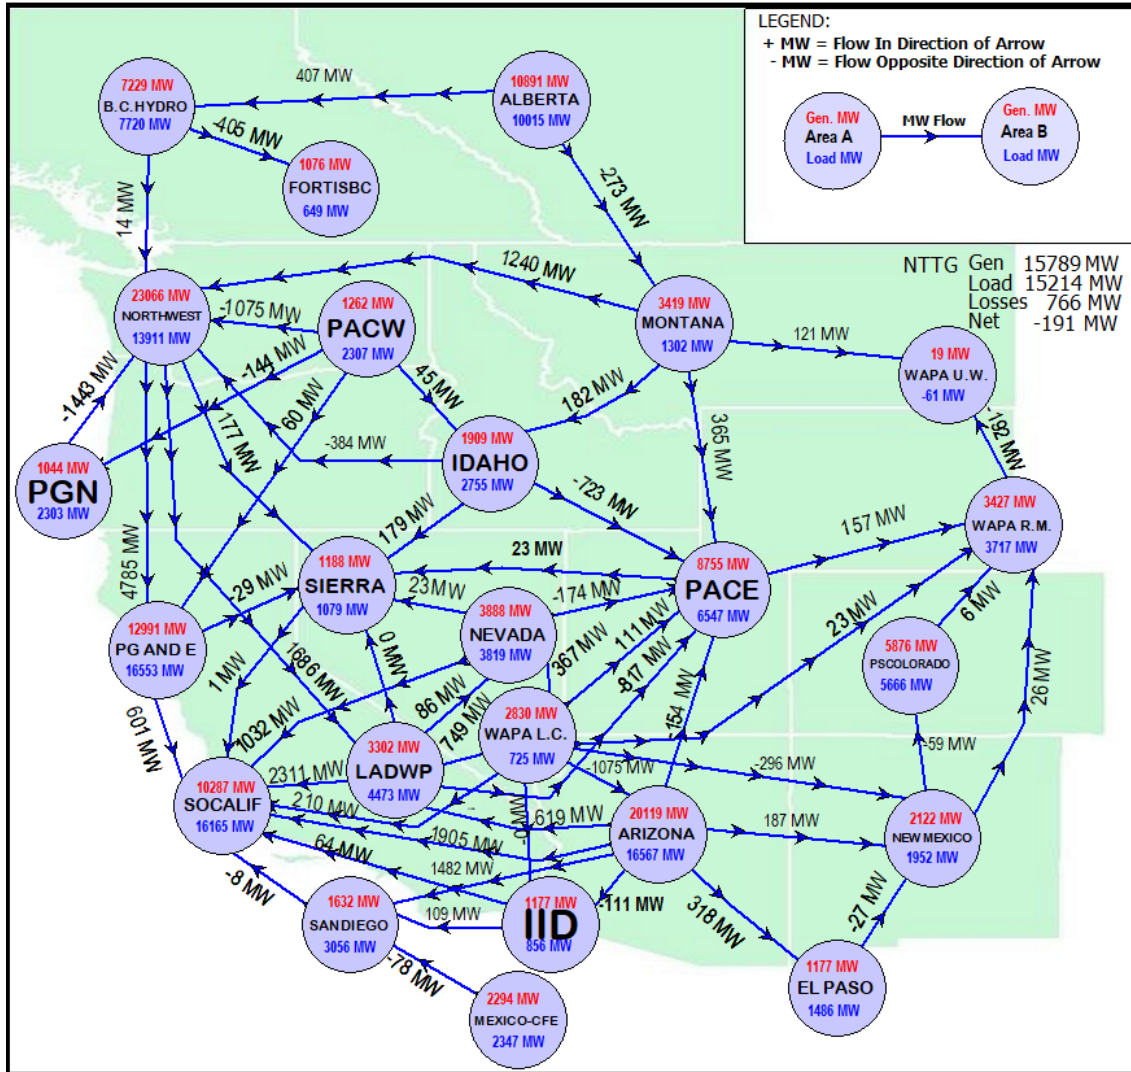 LEGEND:
+ MW = Flow In Direction of Arrow
- MW = Flow Opposite Direction of Arrow
Gen. MW
Area A
Load MW
MW Flow
Gen. MW
Area B
Load MW
NTTG Gen 15789 MW
Load 15214 MW
Losses 766 MW
Net -191 MW
7229 MW
B.C.HYDRO
7720 MW
407 MW
10891 MW
ALBERTA
10015 MW
-405 MW
1076 MW
FORTISBC
649 MW
-273 MW
14 MW
1240 MW
23066 MW
NORTHWEST
13911 MW
-1075 MW
1262 MW
PACW
2307 MW
3419 MW
MONTANA
1302 MW
121 MW
19 MW
WAPA U.W.
-61 MW
-144 MW
-1443 MW
60 MW
45 MW
182 MW
365 MW
-192 MW
177 MW
-384 MW
1909 MW
IDAHO
2755 MW
1044 MW
PGN
2303 MW
-723 MW
3427 MW
WAPA R.M.
3717 MW
157 MW
179 MW
4785 MW
1188 MW
SIERRA
1079 MW
23 MW
8755 MW
PACE
6547 MW
-29 MW
23 MW
-174 MW
3888 MW
NEVADA
3819 MW
6 MW
12991 MW
PG AND E
16553 MW
0 MW
367 MW
111 MW
-817 MW
23 MW
5876 MW
PSCOLORADO
5666 MW
26 MW
1 MW
1686 MW
86 MW
749 MW
-154 MW
601 MW
1032 MW
2830 MW
WAPA L.C.
725 MW
3302 MW
LADWP
4473 MW
-59 MW
2311 MW
-1075 MW
-296 MW
10287 MW
SOCALIF
16165 MW
210 MW
-0 MW
-619 MW
20119 MW
ARIZONA
16567 MW
187 MW
2122 MW
NEW MEXICO
1952 MW
64 MW
1905 MW
1482 MW
-8 MW
1632 MW
SANDIEGO
3056 MW
109 MW
1177 MW
IID
856 MW
-111 MW
318 MW
-27 MW
-78 MW
1177 MW
EL PASO
1486 MW
2294 MW
MEXICO-CFE
2347 MW